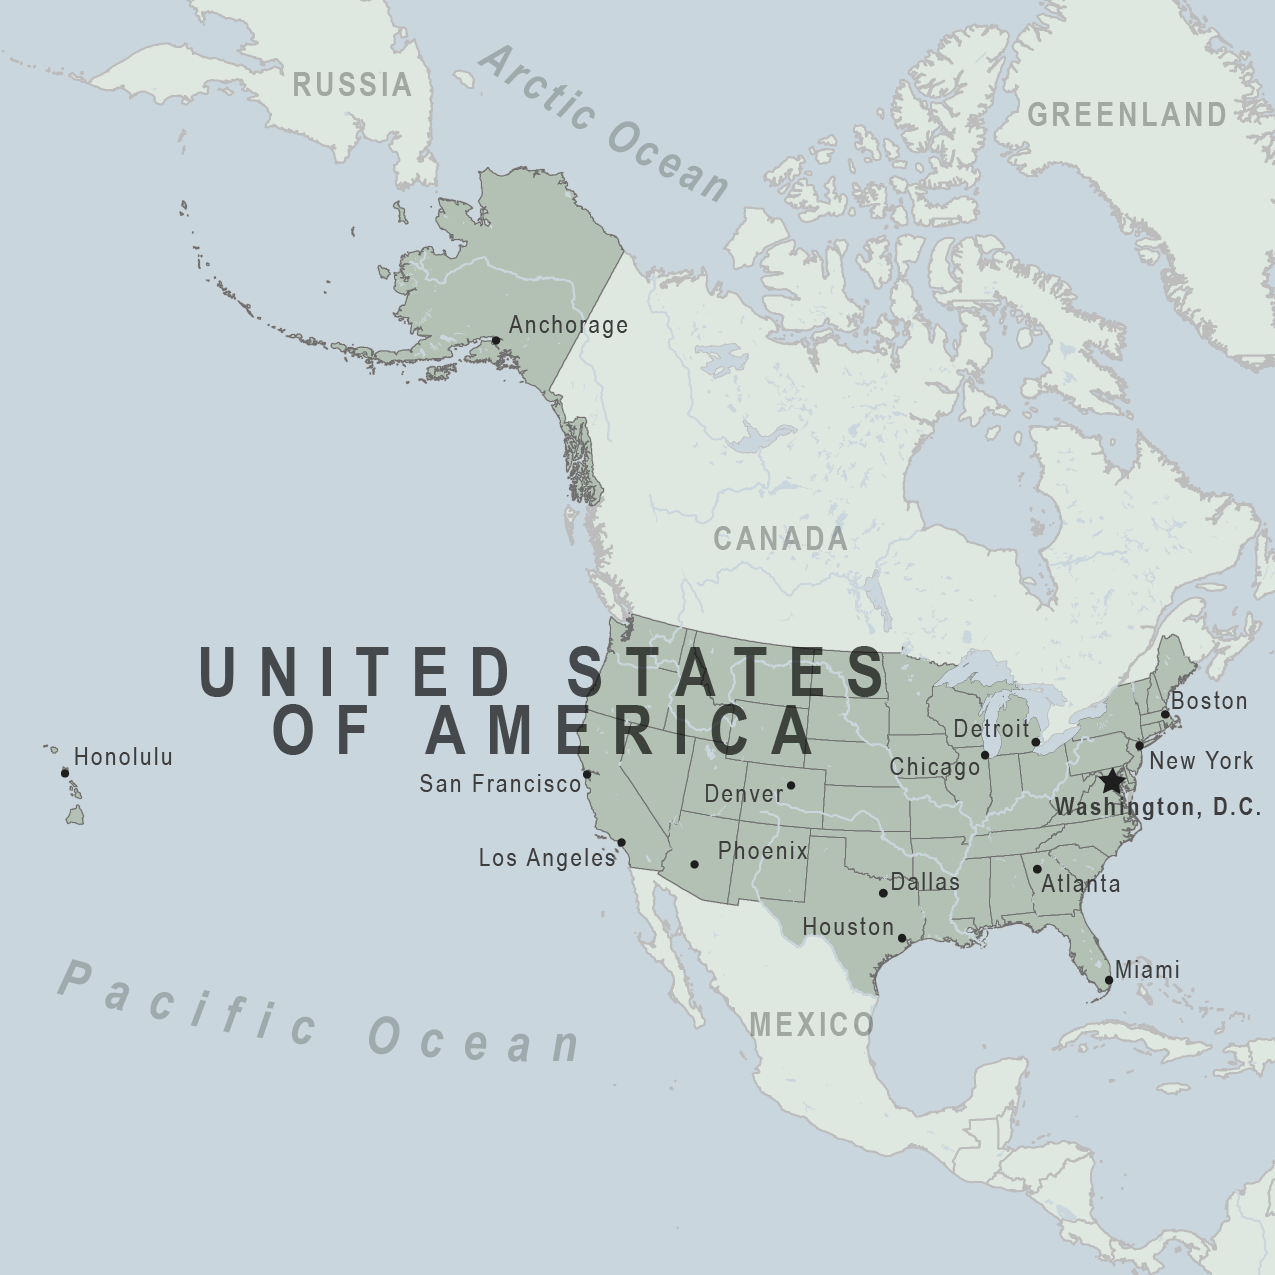 RUSSIA
Arctic Ocean
GREENLAND
Anchorage
CANADA
UNITED STATES
OF AMERICA
Boston
Detroit
Honolulu
New York
Chicago
San Francisco
Denver
Washington, D.C.
Phoenix
Los Angeles
Dallas
Atlanta
Houston
Miami
Pacific Ocean
MEXICO